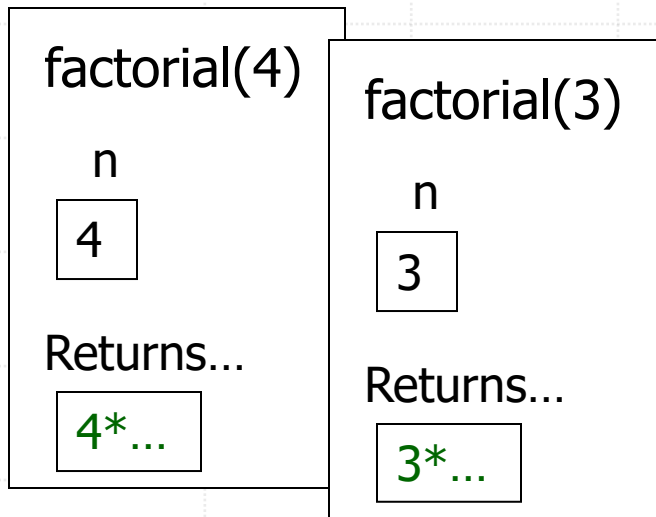 factorial(4)
n
4
Returns…
4*…
factorial(3)
n
3
Returns…
3*…